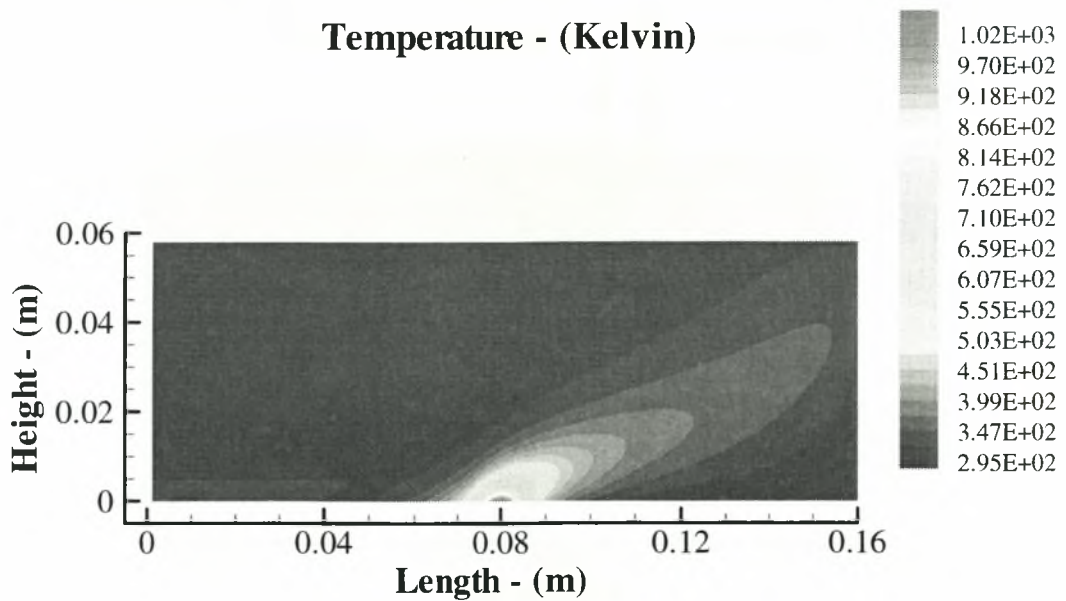 Temperature - (Kelvin)
1.02E+03
9.70E+02
9.18E+02
8.66E+02
8.14E+02
7.62E+02
7.10E+02
6.59E+02
6.07E+02
5.55E+02
5.03E+02
4.51E+02
3.99E+02
3.47E+02
2.95E+02
0.06
0.04
0.02
0
Height - (m)
0
0.04
0.08
0.12
0.16
Length - (m)